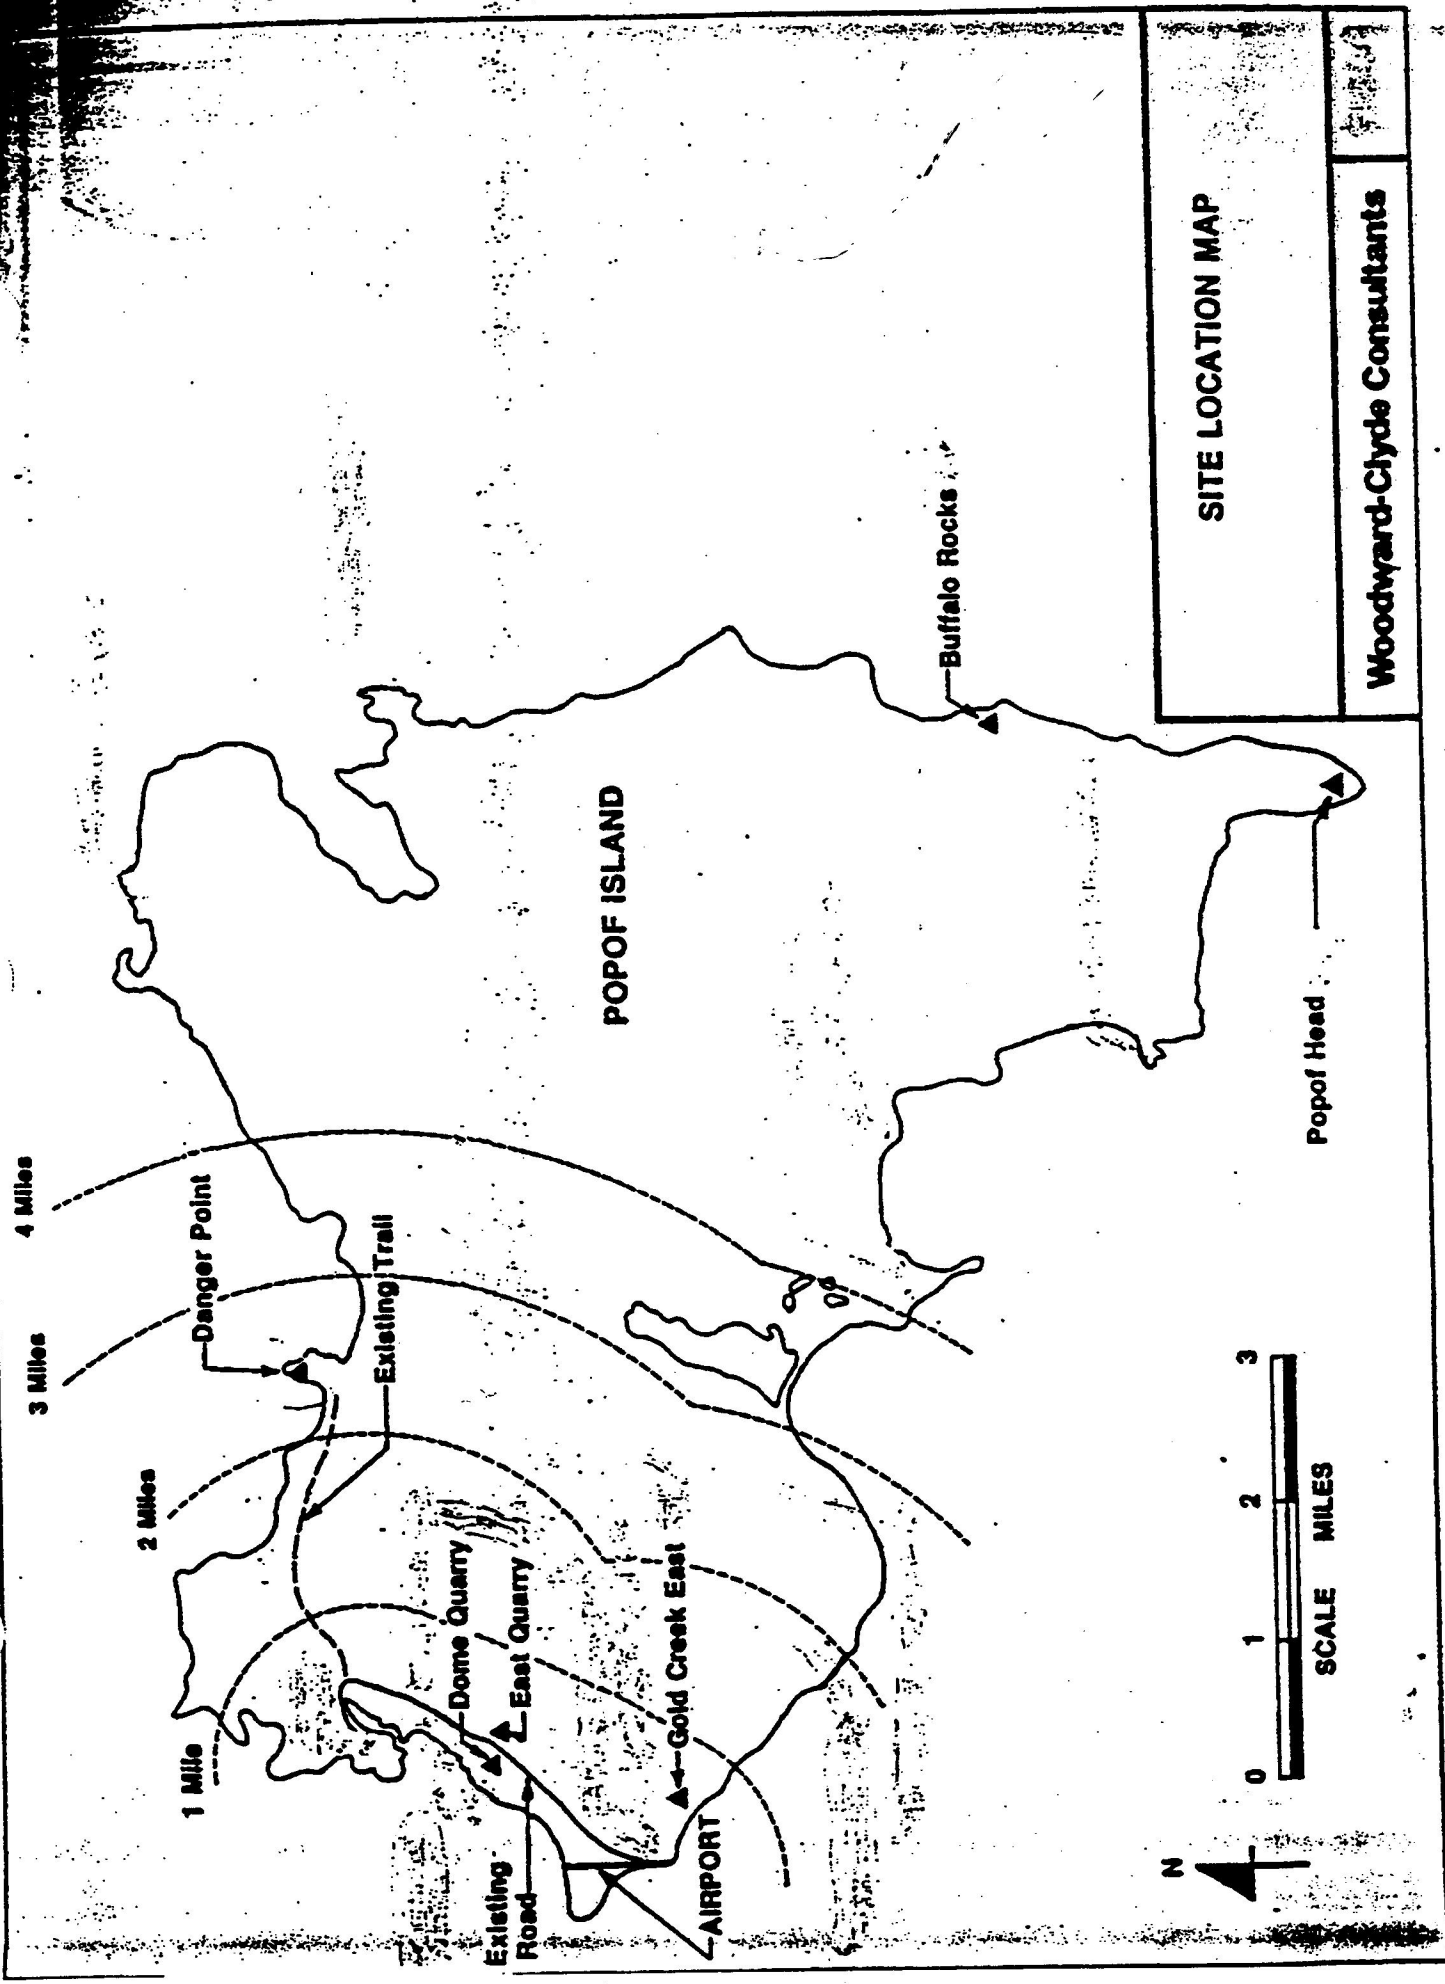 4 Miles
3 Miles
2 Miles
1 Mile
Danger Point
Existing Trail
Dome Quarry
East Quarry
Existing
Road
Gold Creek East
AIRPORT
POPOF ISLAND
Buffalo Rocks
Popof Head
N
0 1 2 3
SCALE MILES
SITE LOCATION MAP
Woodward-Clyde Consultants